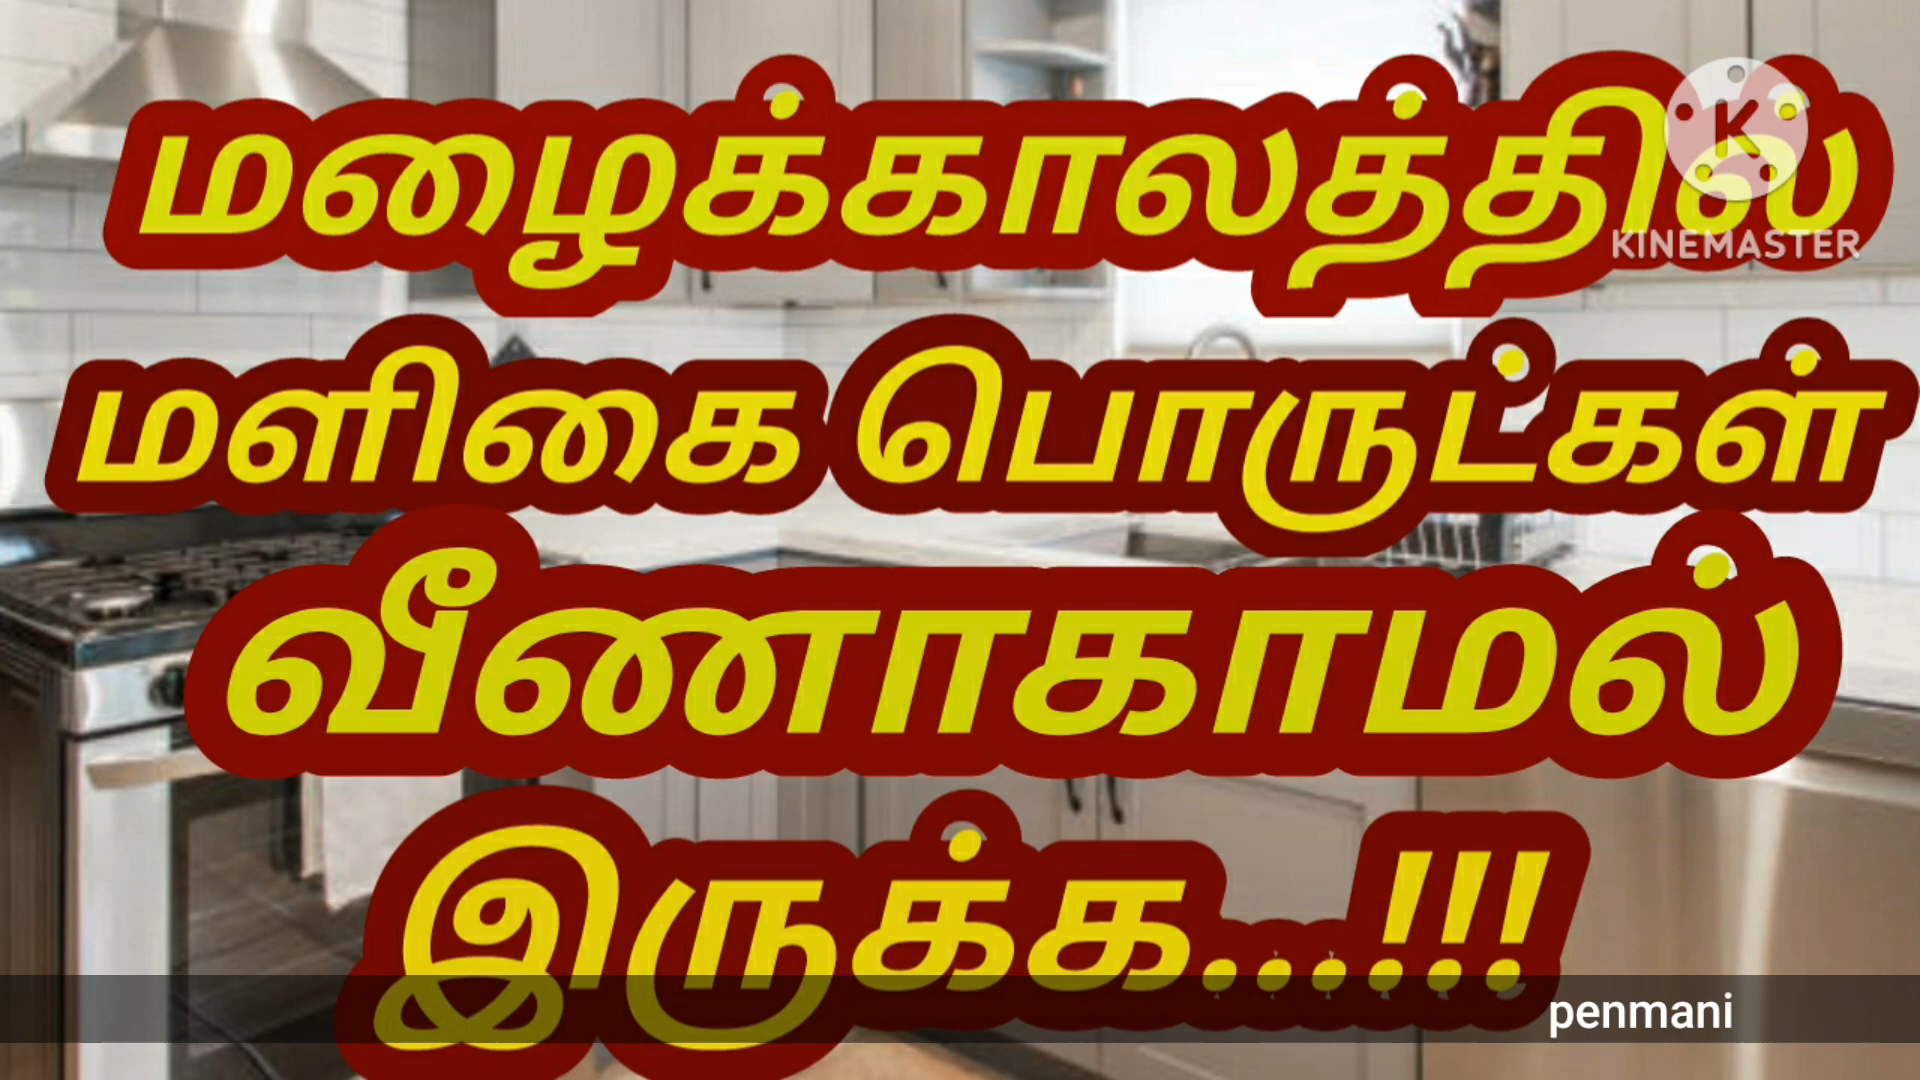 மழைக்காலத்தில்
KINEMASTER
மளிகை பொருட்கள்
வீணாகாமல்
இருக்க...!!!
penmani